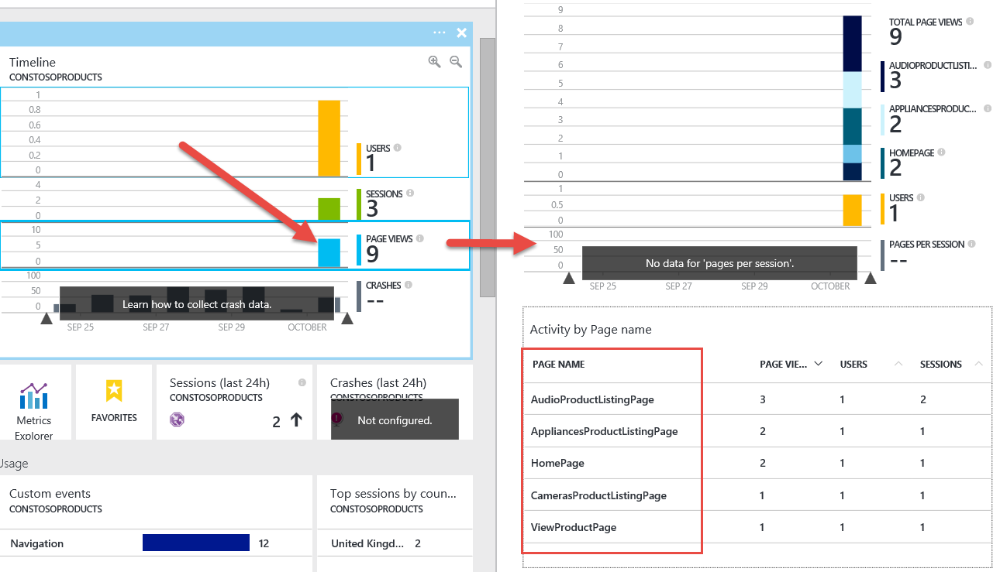 Timeline
CONSTOSOPRODUCTS
1
0.8
0.6
0.4
0.2
0
USERS
1
4
2
0
SESSIONS
3
10
5
0
PAGE VIEWS
9
100
50
0
CRASHES
--
Learn how to collect crash data.
SEP 25 SEP 27 SEP 29 OCTOBER
Metrics
Explorer
FAVORITES
Sessions (last 24h)
CONSTOSOPRODUCTS
2
Crashes (last 24h)
CONSTOSOPRODUCTS
Not configured.
Usage
Custom events
CONSTOSOPRODUCTS
Navigation 12
Top sessions by coun...
CONSTOSOPRODUCTS
United Kingd... 2
9
8
7
6
5
4
3
2
1
0
TOTAL PAGE VIEWS
9
AUDIOPRODUCTLISTI...
3
APPLIANCESPRODUC...
2
HOMEPAGE
2
1
0.5
0
USERS
1
100
50
0
PAGES PER SESSION
--
No data for 'pages per session'.
SEP 25 SEP 27 SEP 29 OCTOBER
Activity by Page name
PAGE NAME PAGE VIE... USERS SESSIONS
AudioProductListingPage 3 1 2
AppliancesProductListingPage 2 1 1
HomePage 2 1 1
CamerasProductListingPage 1 1 1
ViewProductPage 1 1 1